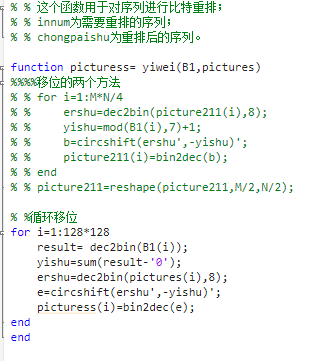 % % 这个函数用于对序列进行比特重排；
% % innum为需要重排的序列；
% % chongpaishu为重排后的序列。
function picturess= yiwei(B1,pictures)
%%%%移位的两个方法
% % for i=1:M*N/4
% %     ershu=dec2bin(picture211(i),8);
% %     yishu=mod(B1(i),7)+1;
% %     b=circshift(ershu',-yishu)';
% %     picture211(i)=bin2dec(b);
% % end
% % picture211=reshape(picture211,M/2,N/2);
% %循环移位
for i=1:128*128
    result= dec2bin(B1(i));
    yishu=sum(result-'0');
    ershu=dec2bin(pictures(i),8);
    e=circshift(ershu',-yishu)';
    picturess(i)=bin2dec(e);
end
end